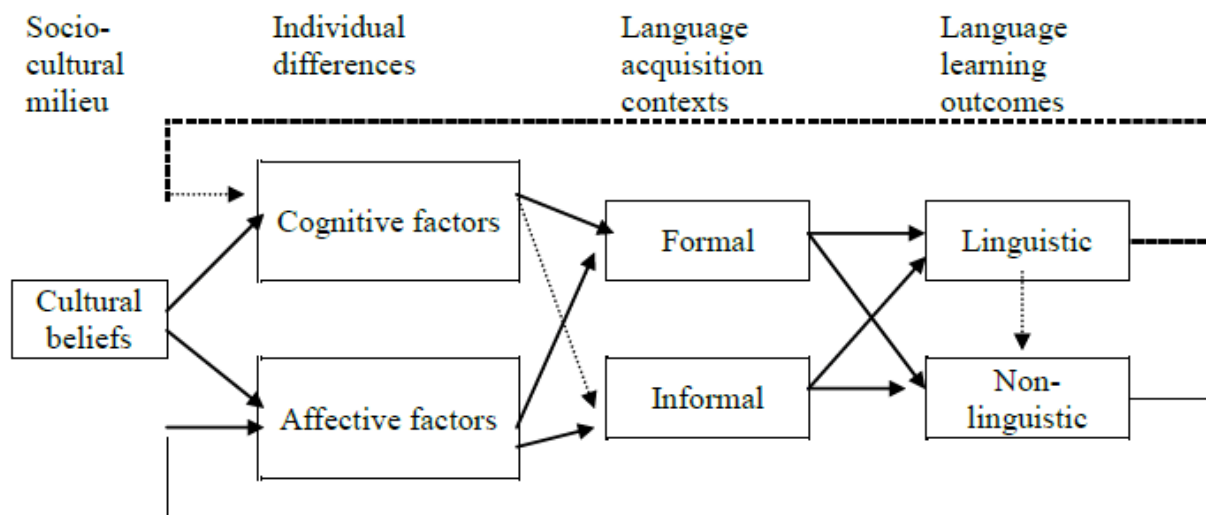 Socio-
cultural
milieu
Individual
differences
Language
acquisition
contexts
Language
learning
outcomes
Cognitive factors
Formal
Linguistic
Cultural
beliefs
Affective factors
Informal
Non-
linguistic